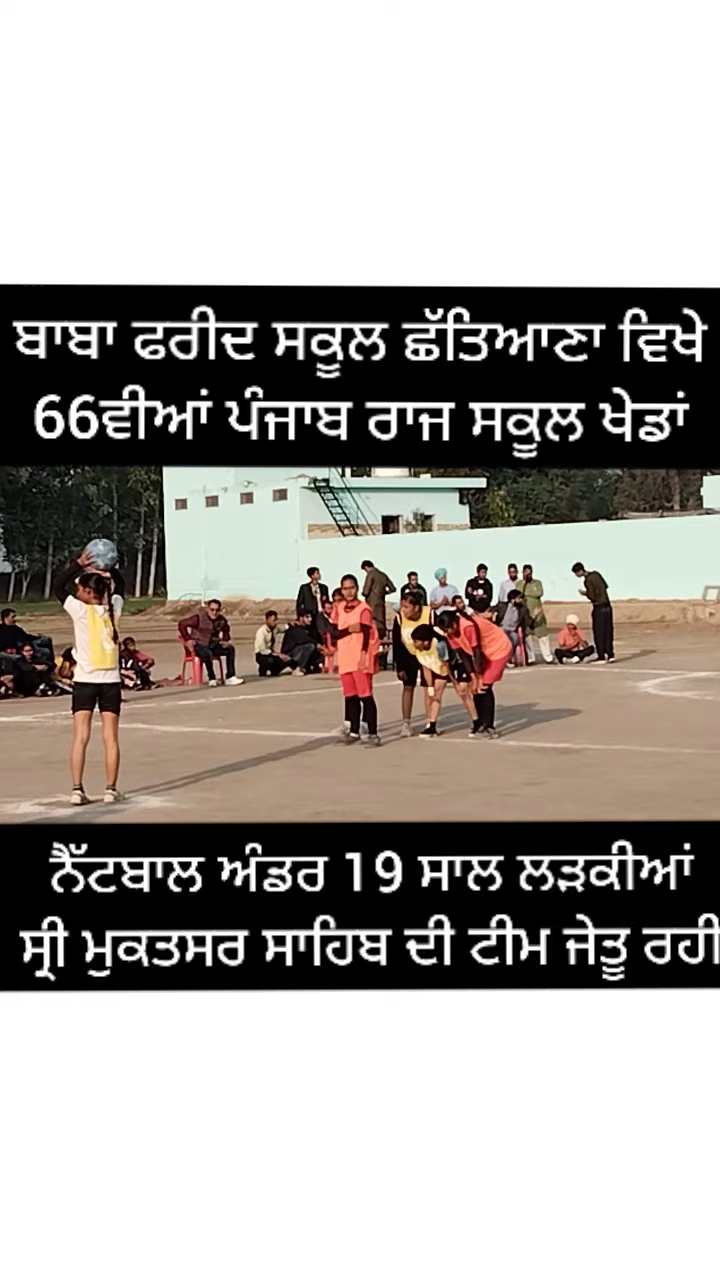 ਬਾਬਾ ਫਰੀਦ ਸਕੂਲ ਛੱਤਿਆਣਾ ਵਿਖੇ
66ਵੀਆਂ ਪੰਜਾਬ ਰਾਜ ਸਕੂਲ ਖੇਡਾਂ
ਨੈੱਟਬਾਲ ਅੰਡਰ 19 ਸਾਲ ਲੜਕੀਆਂ
ਸ੍ਰੀ ਮੁਕਤਸਰ ਸਾਹਿਬ ਦੀ ਟੀਮ ਜੇਤੂ ਰਹੀ